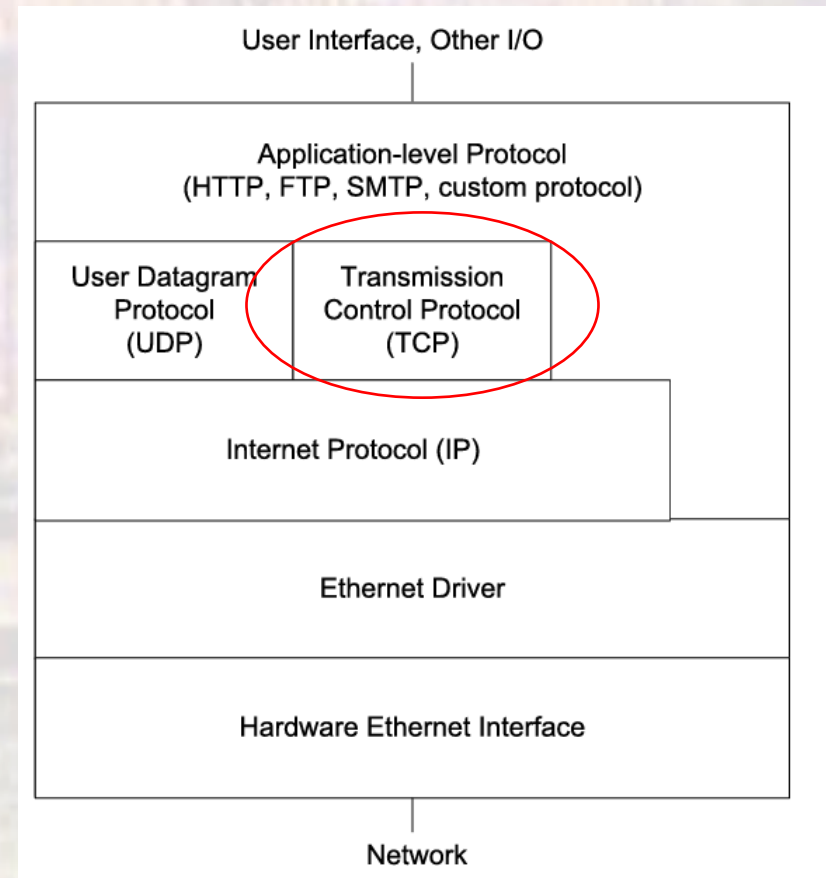 User Interface, Other I/O
Application-level Protocol
(HTTP, FTP, SMTP, custom protocol)
User Datagram
Protocol
(UDP)
Transmission
Control Protocol
(TCP)
Internet Protocol (IP)
Ethernet Driver
Hardware Ethernet Interface
Network